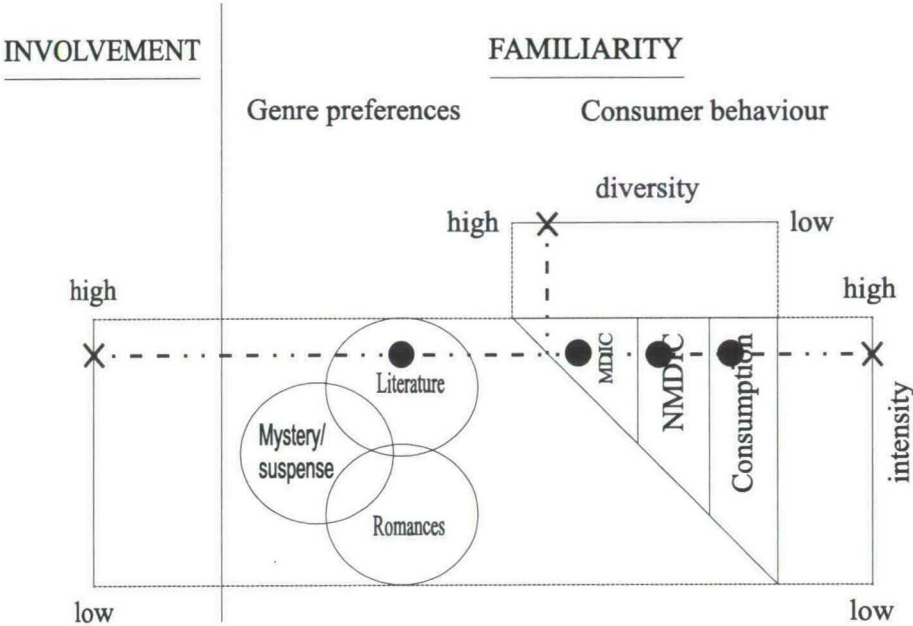 INVOLVEMENT
FAMILIARITY
Genre preferences
Consumer behaviour
diversity
high
low
high
high
MDIC
NMDIC
Consumption
Literature
Mystery/
suspense
Romances
intensity
low
low